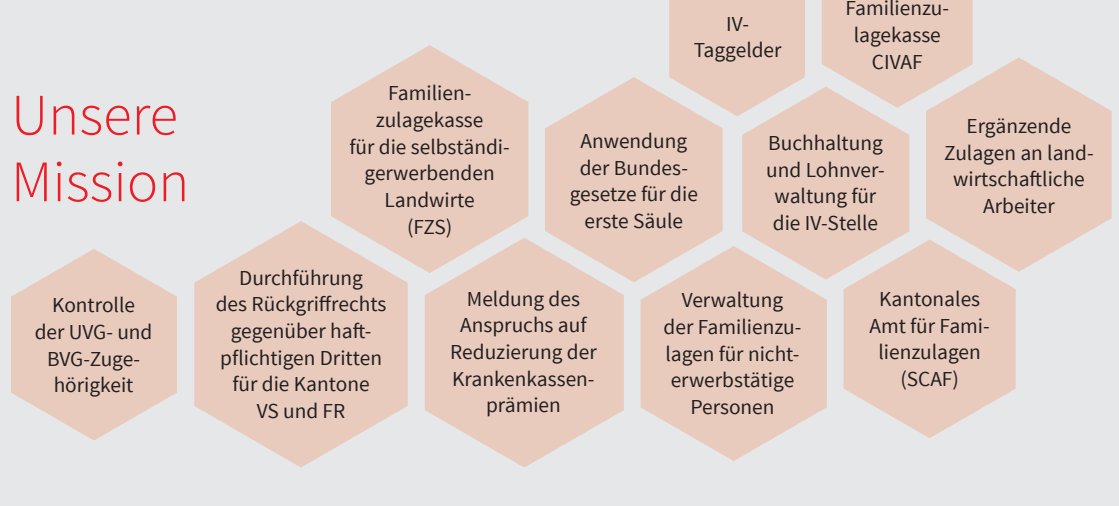 Unsere
Mission
IV-
Taggelder
Familienzu-
lagekasse
CIVAF
Familien-
zulagekasse
für die selbständi-
gerwerbenden
Landwirte
(FZS)
Anwendung
der Bundes-
gesetze für die
erste Säule
Buchhaltung
und Lohnver-
waltung für
die IV-Stelle
Ergänzende
Zulagen an land-
wirtschaftliche
Arbeiter
Kontrolle
der UVG- und
BVG-Zuge-
hörigkeit
Durchführung
des Rückgriffrechts
gegenüber haft-
pflichtigen Dritten
für die Kantone
VS und FR
Meldung des
Anspruchs auf
Reduzierung der
Krankenkassen-
prämien
Verwaltung
der Familienzu-
lagen für nicht-
erwerbstätige
Personen
Kantonales
Amt für Fami-
lienzulagen
(SCAF)